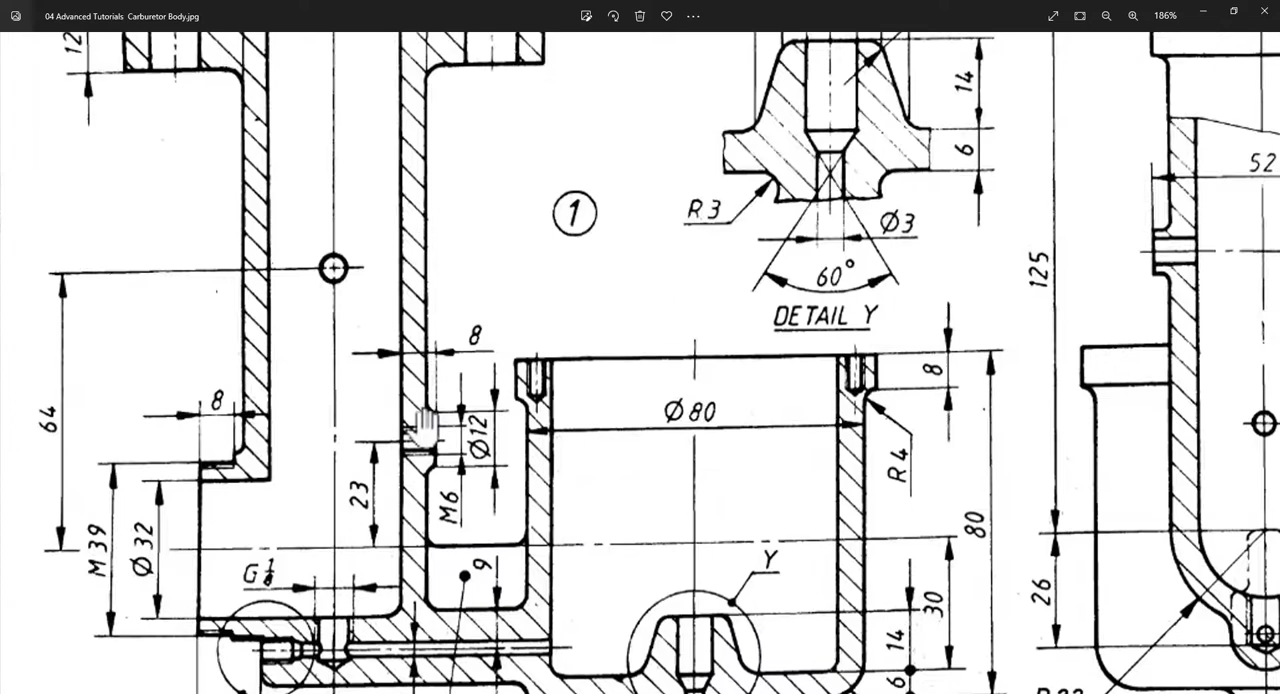 04 Advanced Tutorials  Carburetor Body.jpg
186%
12
14
6
52
1
R3
Ø3
60°
DETAIL Y
125
8
8
8
64
Ø80
Ø12
R4
23
M6
M39
Ø32
80
G 1/8
9
Y
30
26
14
6